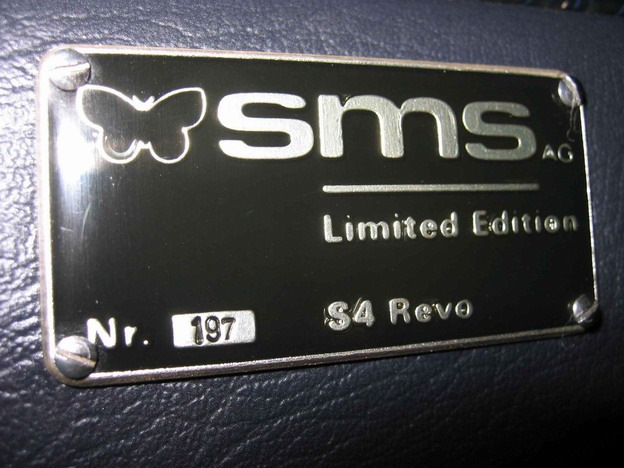 sms AG
Limited Edition
Nr. 197 S4 Revo